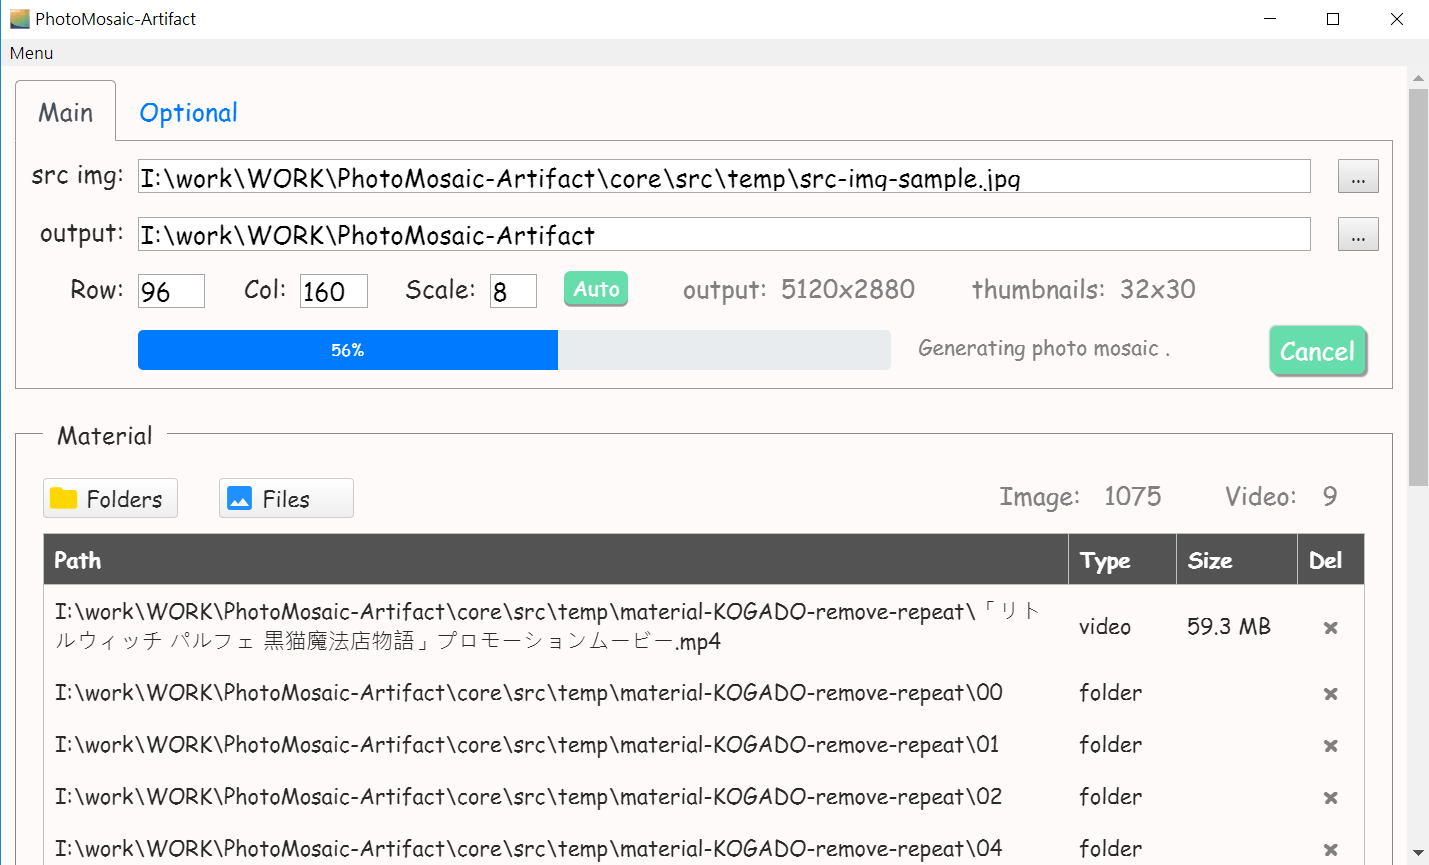 PhotoMosaic-Artifact
Menu
Main Optional
src img: I:\work\WORK\PhotoMosaic-Artifact\core\src\temp\src-img-sample.jpg ...
output: I:\work\WORK\PhotoMosaic-Artifact ...
Row: 96 Col: 160 Scale: 8 Auto output: 5120x2880 thumbnails: 32x30
56% Generating photo mosaic . Cancel
Material
Folders Files Image: 1075 Video: 9
Path Type Size Del
I:\work\WORK\PhotoMosaic-Artifact\core\src\temp\material-KOGADO-remove-repeat\「リト
ルウィッチ パルフェ 黒猫魔法店物語」プロモーションムービー.mp4 video 59.3 MB
I:\work\WORK\PhotoMosaic-Artifact\core\src\temp\material-KOGADO-remove-repeat\00 folder
I:\work\WORK\PhotoMosaic-Artifact\core\src\temp\material-KOGADO-remove-repeat\01 folder
I:\work\WORK\PhotoMosaic-Artifact\core\src\temp\material-KOGADO-remove-repeat\02 folder
I:\work\WORK\PhotoMosaic-Artifact\core\src\temp\material-KOGADO-remove-repeat\04 folder